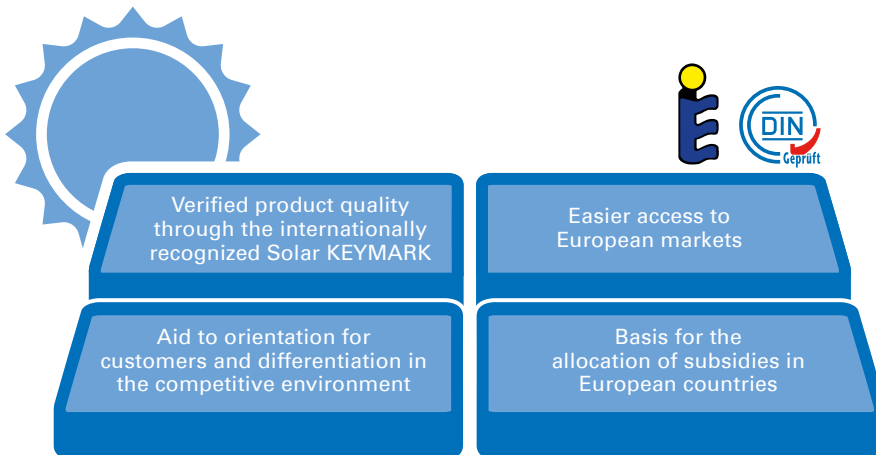 DIN
Geprüft
Verified product quality
through the internationally
recognized Solar KEYMARK
Easier access to
European markets
Aid to orientation for
customers and differentiation in
the competitive environment
Basis for the
allocation of subsidies in
European countries